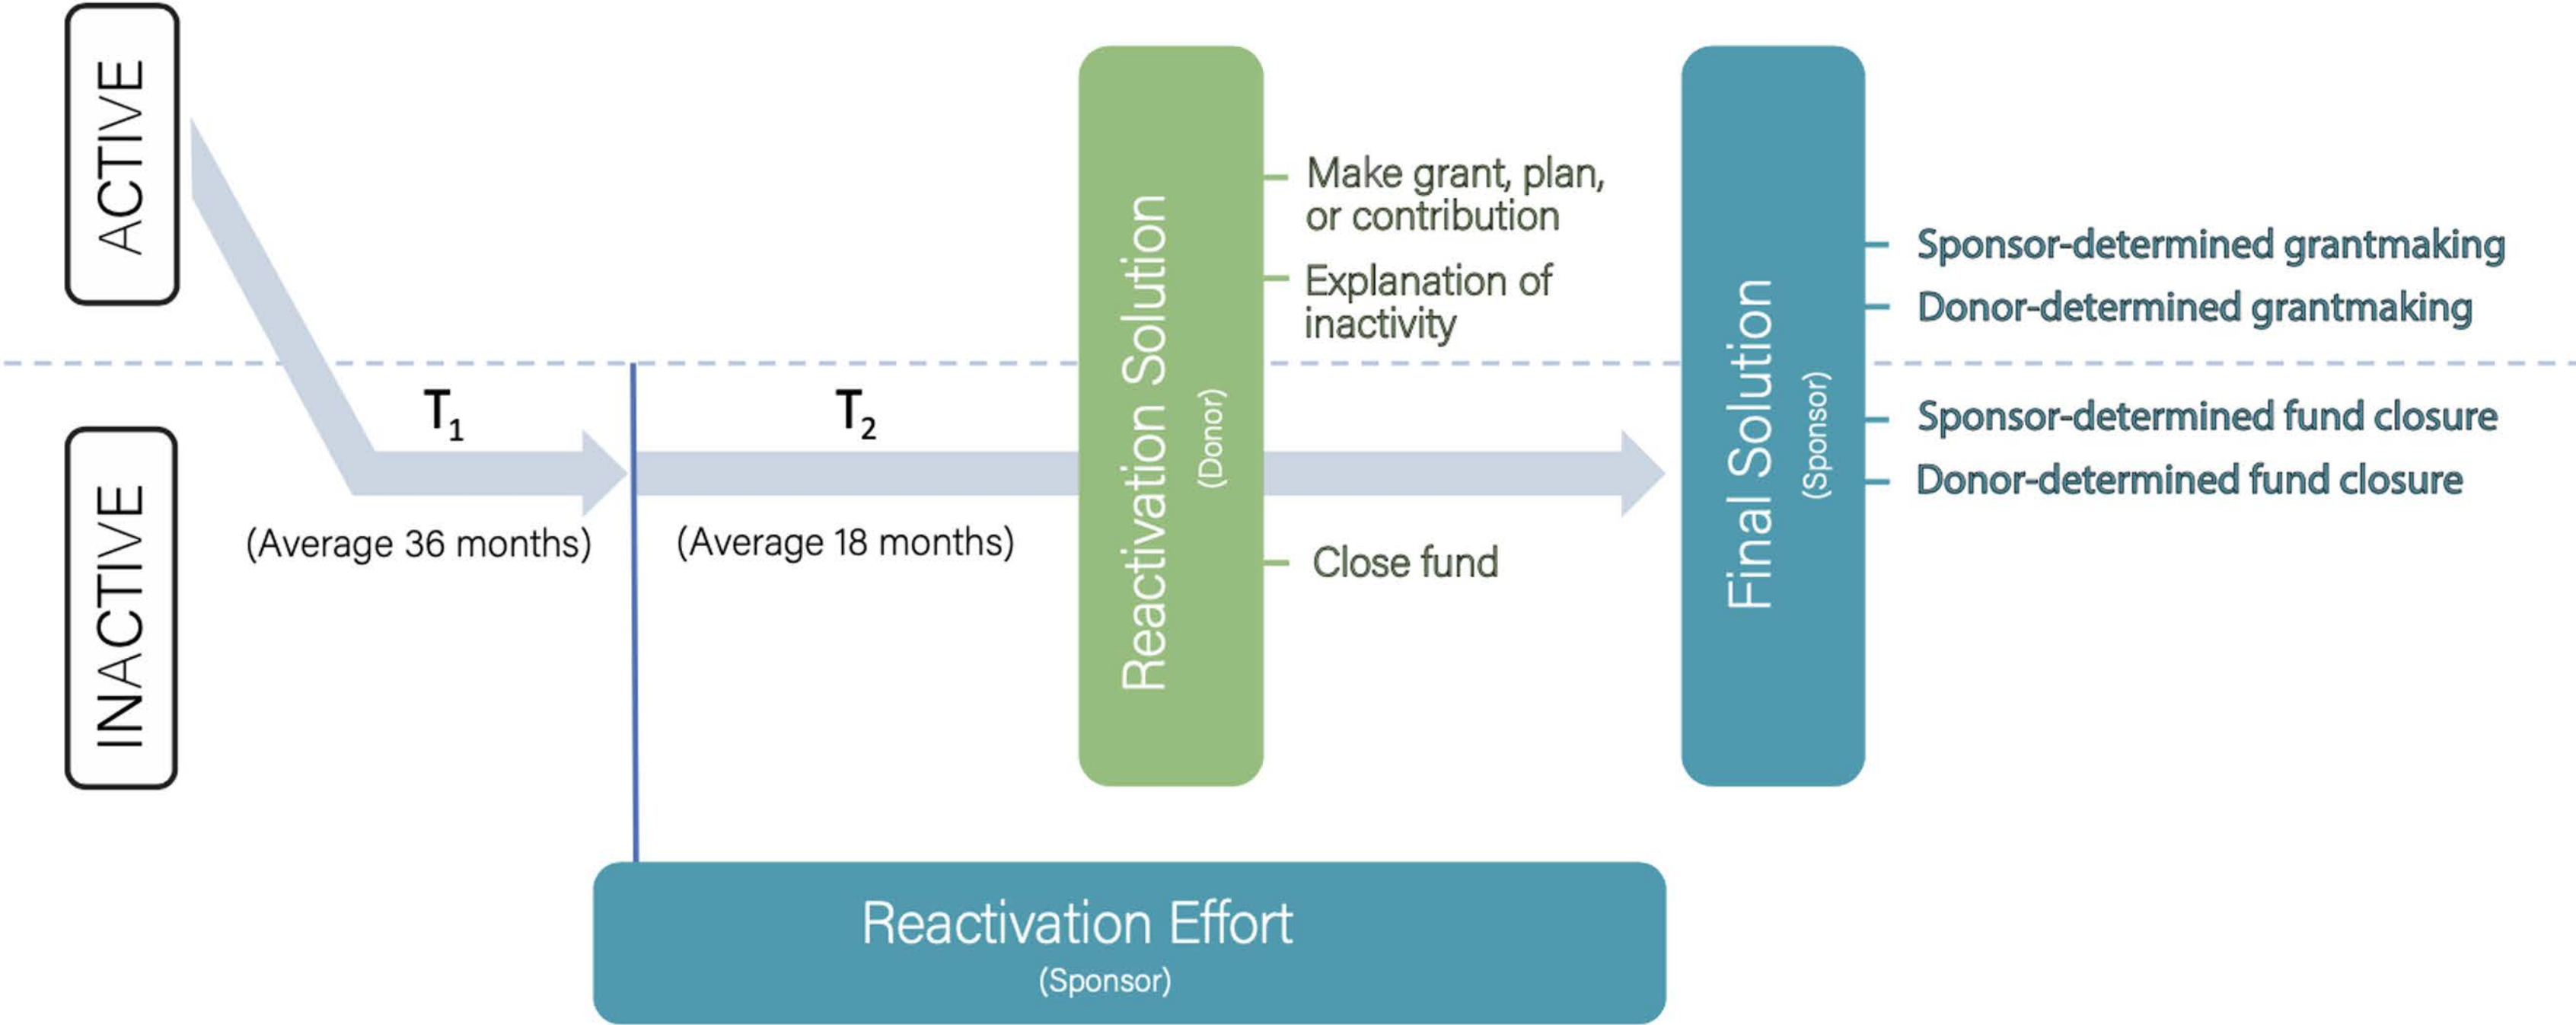 ACTIVE
INACTIVE
T1
(Average 36 months)
T2
(Average 18 months)
Reactivation Solution
(Donor)
Make grant, plan,
or contribution
Explanation of
inactivity
Close fund
Final Solution
(Sponsor)
Sponsor-determined grantmaking
Donor-determined grantmaking
Sponsor-determined fund closure
Donor-determined fund closure
Reactivation Effort
(Sponsor)